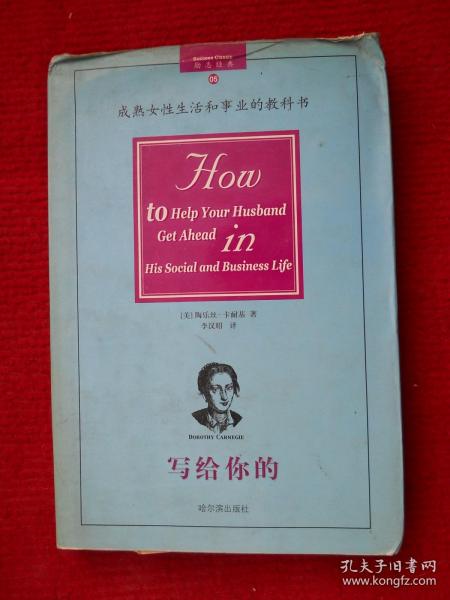 Business Classic
励志经典
05
成熟女性生活和事业的教科书
How
to Help Your Husband
Get Ahead in
His Social and Business Life
[美]陶乐丝·卡耐基 著
李汉昭 译
DOROTHY CARNEGIE
写给你的
哈尔滨出版社
孔夫子旧书网
www.kongfz.com